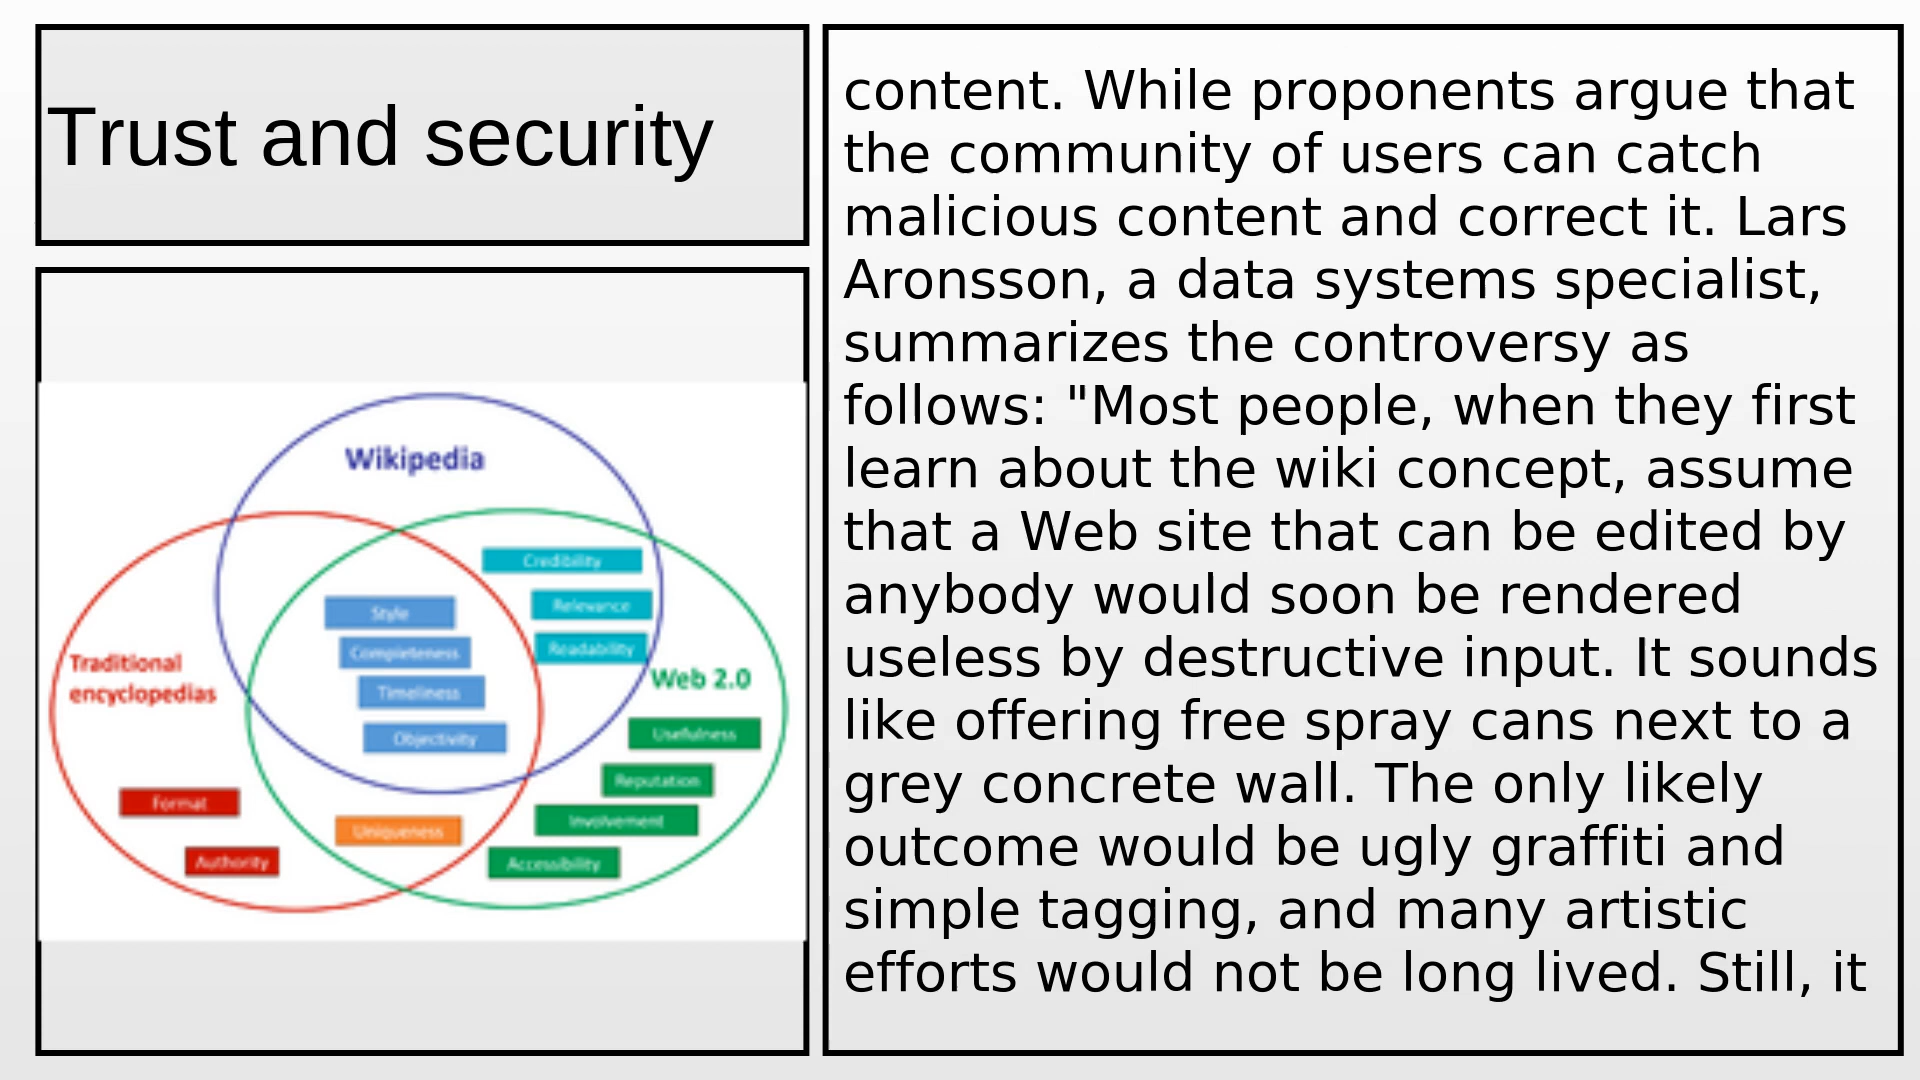 Trust and security
Wikipedia
Credibility
Style
Relevance
Completeness
Readability
Traditional
encyclopedias
Timeliness
Web 2.0
Objectivity
Usefulness
Reputation
Format
Involvement
Uniqueness
Authority
Accessibility
content. While proponents argue that
the community of users can catch
malicious content and correct it. Lars
Aronsson, a data systems specialist,
summarizes the controversy as
follows: "Most people, when they first
learn about the wiki concept, assume
that a Web site that can be edited by
anybody would soon be rendered
useless by destructive input. It sounds
like offering free spray cans next to a
grey concrete wall. The only likely
outcome would be ugly graffiti and
simple tagging, and many artistic
efforts would not be long lived. Still, it